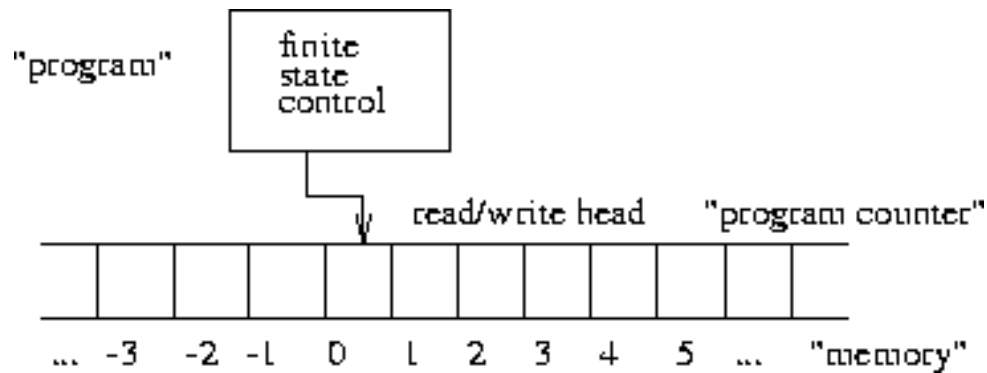 "program"
finite
state
control
read/write head "program counter"
... -3 -2 -1 0 1 2 3 4 5 ... "memory"